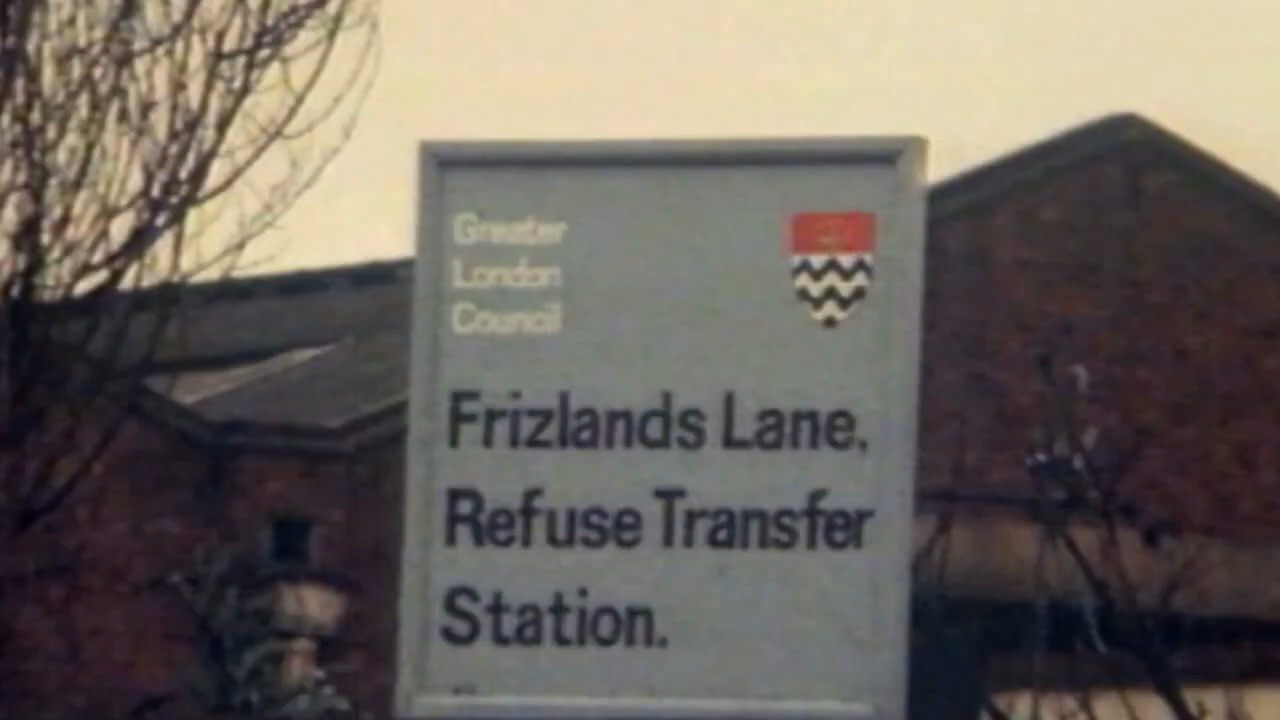 Greater
London
Council
Frizlands Lane,
Refuse Transfer
Station.